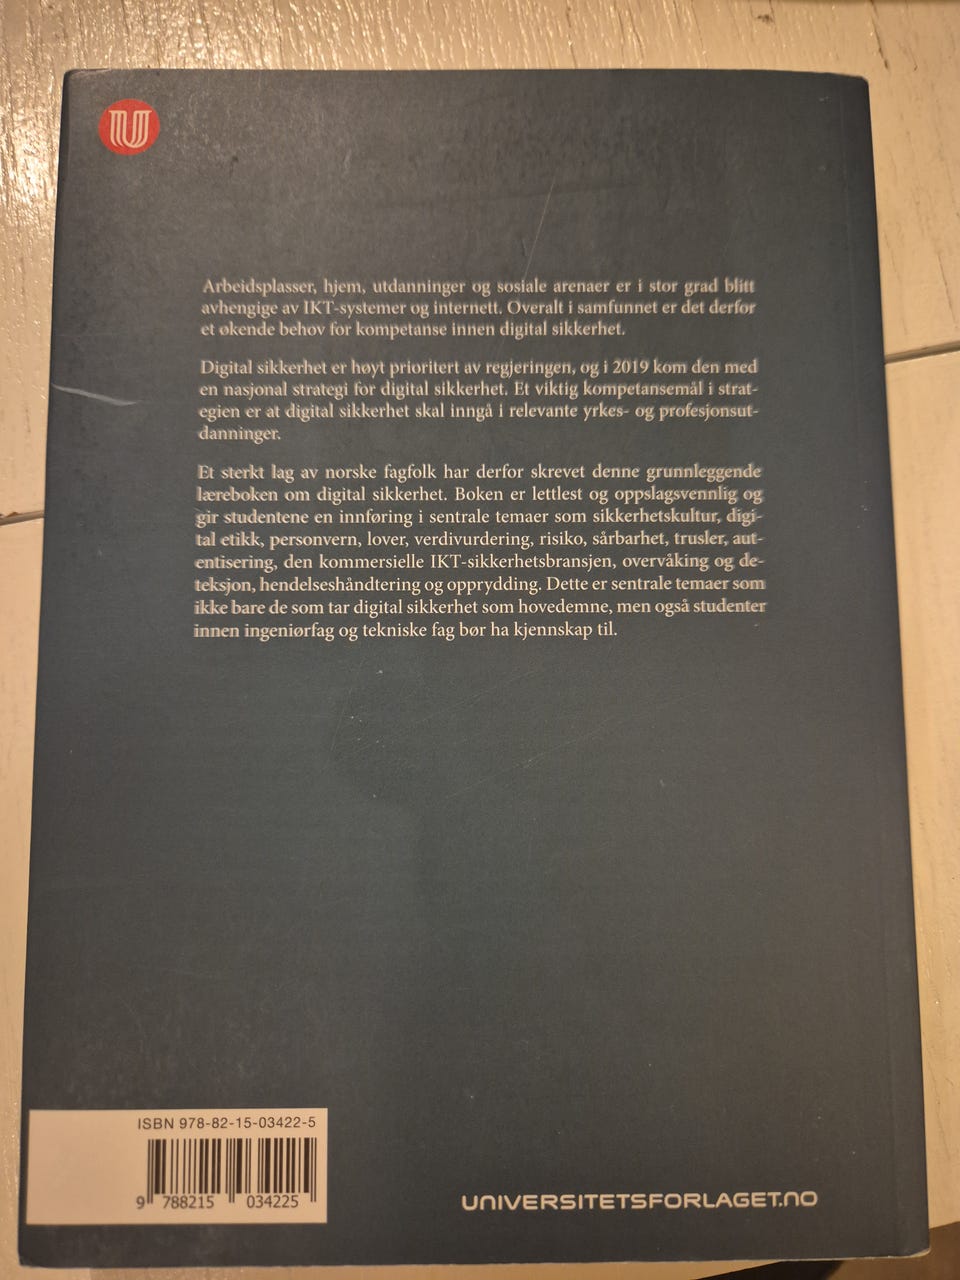 Arbeidsplasser, hjem, utdanninger og sosiale arenaer er i stor grad blitt
avhengige av IKT-systemer og internett. Overalt i samfunnet er det derfor
et økende behov for kompetanse innen digital sikkerhet.
Digital sikkerhet er høyt prioritert av regjeringen, og i 2019 kom den med
en nasjonal strategi for digital sikkerhet. Et viktig kompetansemål i strat-
egien er at digital sikkerhet skal inngå i relevante yrkes- og profesjonsut-
danninger.
Et sterkt lag av norske fagfolk har derfor skrevet denne grunnleggende
læreboken om digital sikkerhet. Boken er lettlest og oppslagsvennlig og
gir studentene en innføring i sentrale temaer som sikkerhetskultur, digi-
tal etikk, personvern, lover, verdivurdering, risiko, sårbarhet, trusler, aut-
entisering, den kommersielle IKT-sikkerhetsbransjen, overvåking og de-
teksjon, hendelseshåndtering og opprydding. Dette er sentrale temaer som
ikke bare de som tar digital sikkerhet som hovedemne, men også studenter
innen ingeniørfag og tekniske fag bør ha kjennskap til.
ISBN 978-82-15-03422-5
9 788215 034225
UNIVERSITETSFORLAGET.NO